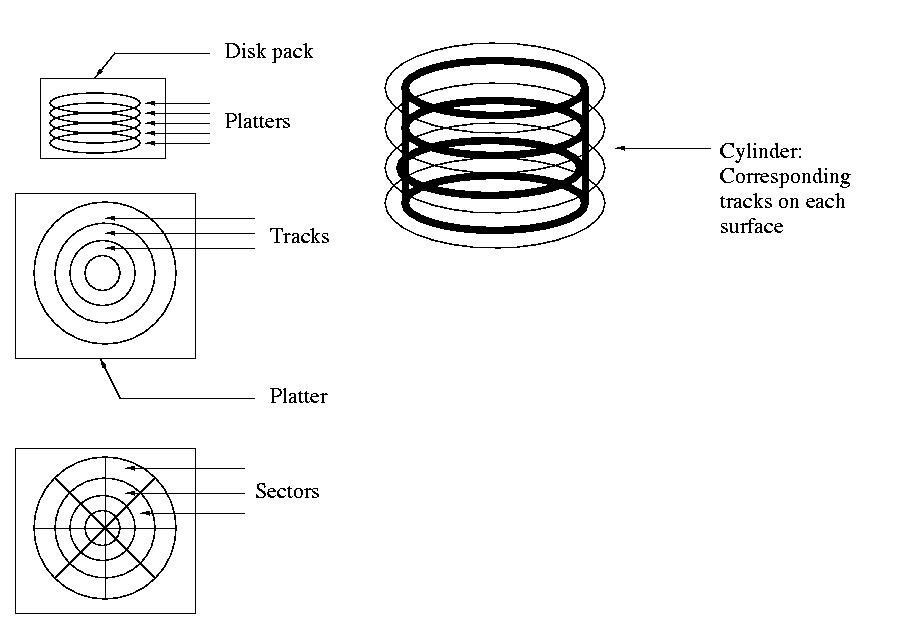 Disk pack
Platters
Tracks
Platter
Sectors
Cylinder:
Corresponding
tracks on each
surface